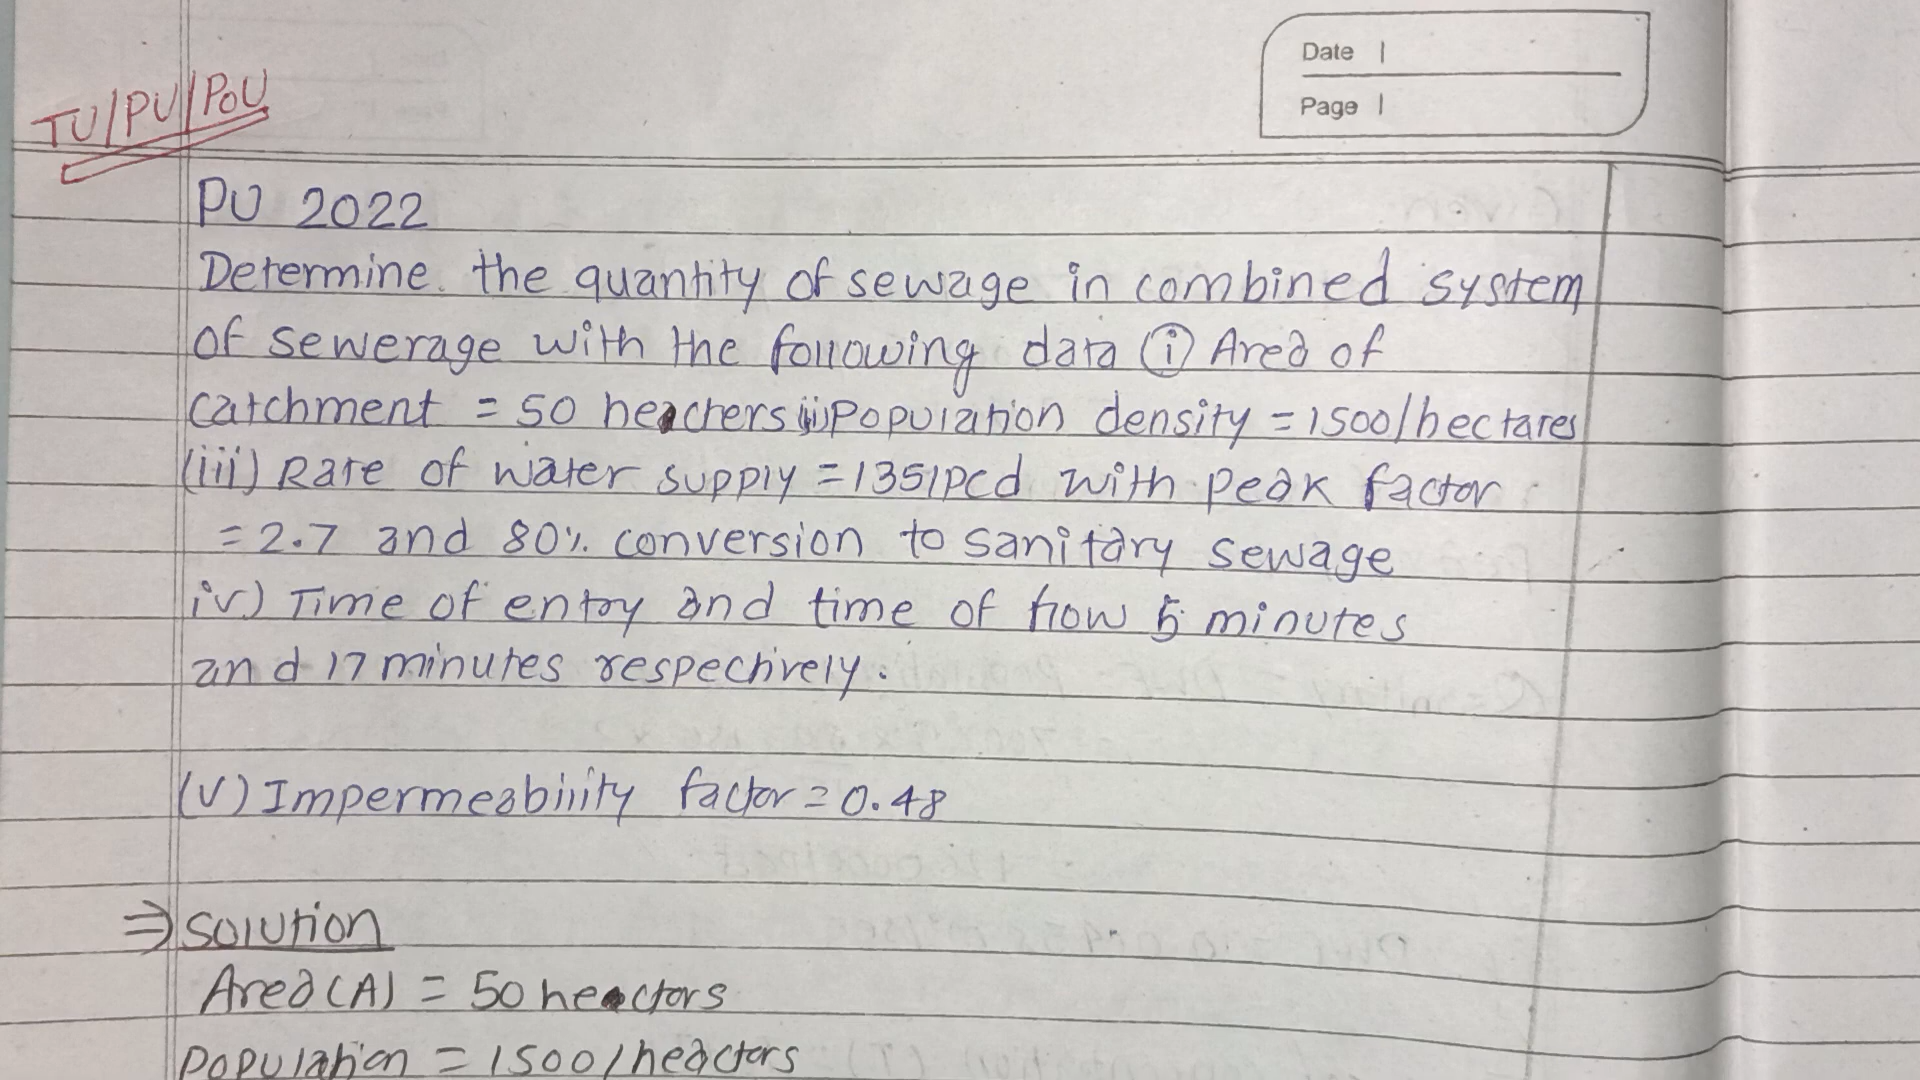 Date
Page
TU/PU/POU
PU 2022
Determine the quantity of sewage in combined system
of sewerage with the following data (i) Area of
catchment = 50 heacters (ii) Population density = 1500/hectares
(iii) Rate of water supply = 135lpcd with peak factor
= 2.7 and 80% conversion to sanitary sewage
iv) Time of entry and time of flow 5 minutes
and 17 minutes respectively.
(v) Impermeability factor = 0.48
⇒ Solution
Area (A) = 50 heactors
Population = 1500/heactors